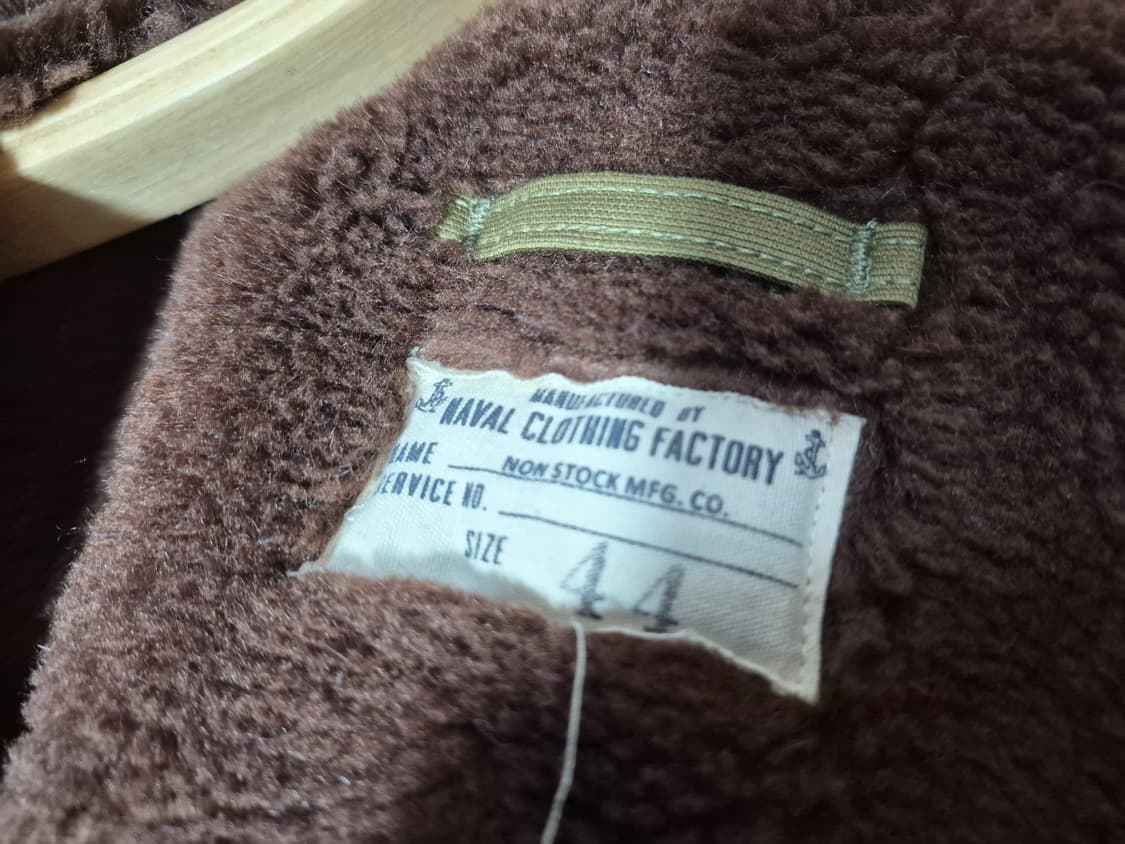 MANUFACTURED BY
NAVAL CLOTHING FACTORY
NAME NON STOCK MFG. CO.
SERVICE NO.
SIZE 44